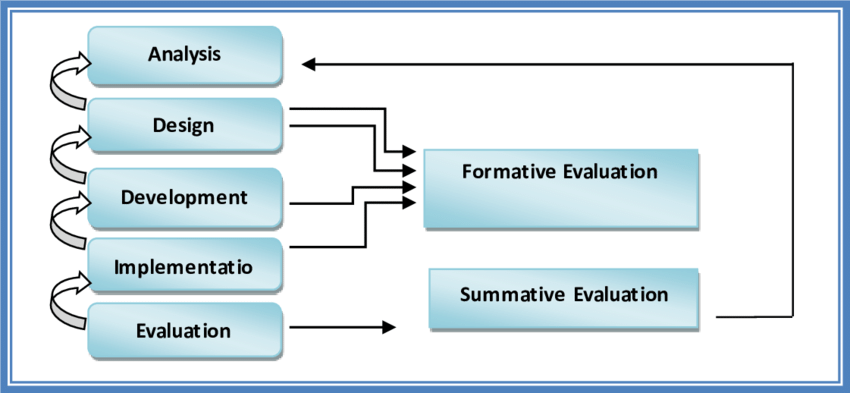 Analysis
Design
Development
Implementatio
Evaluation
Formative Evaluation
Summative Evaluation